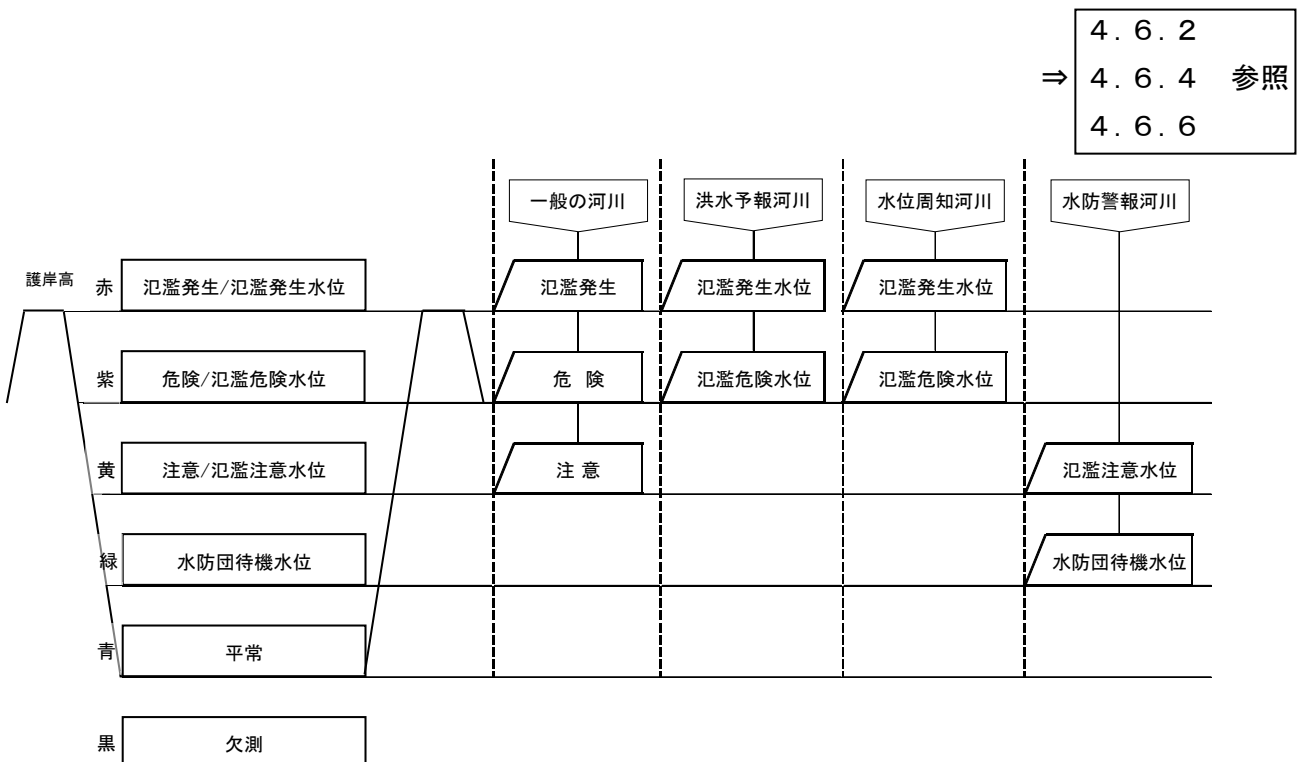 ４．６．２
⇒ ４．６．４ 参照
４．６．６
一般の河川 洪水予報河川 水位周知河川 水防警報河川
護岸高 赤 氾濫発生/氾濫発生水位 氾濫発生 氾濫発生水位 氾濫発生水位
紫 危険/氾濫危険水位 危 険 氾濫危険水位 氾濫危険水位
黄 注意/氾濫注意水位 注 意 氾濫注意水位
緑 水防団待機水位 水防団待機水位
青 平常
黒 欠測